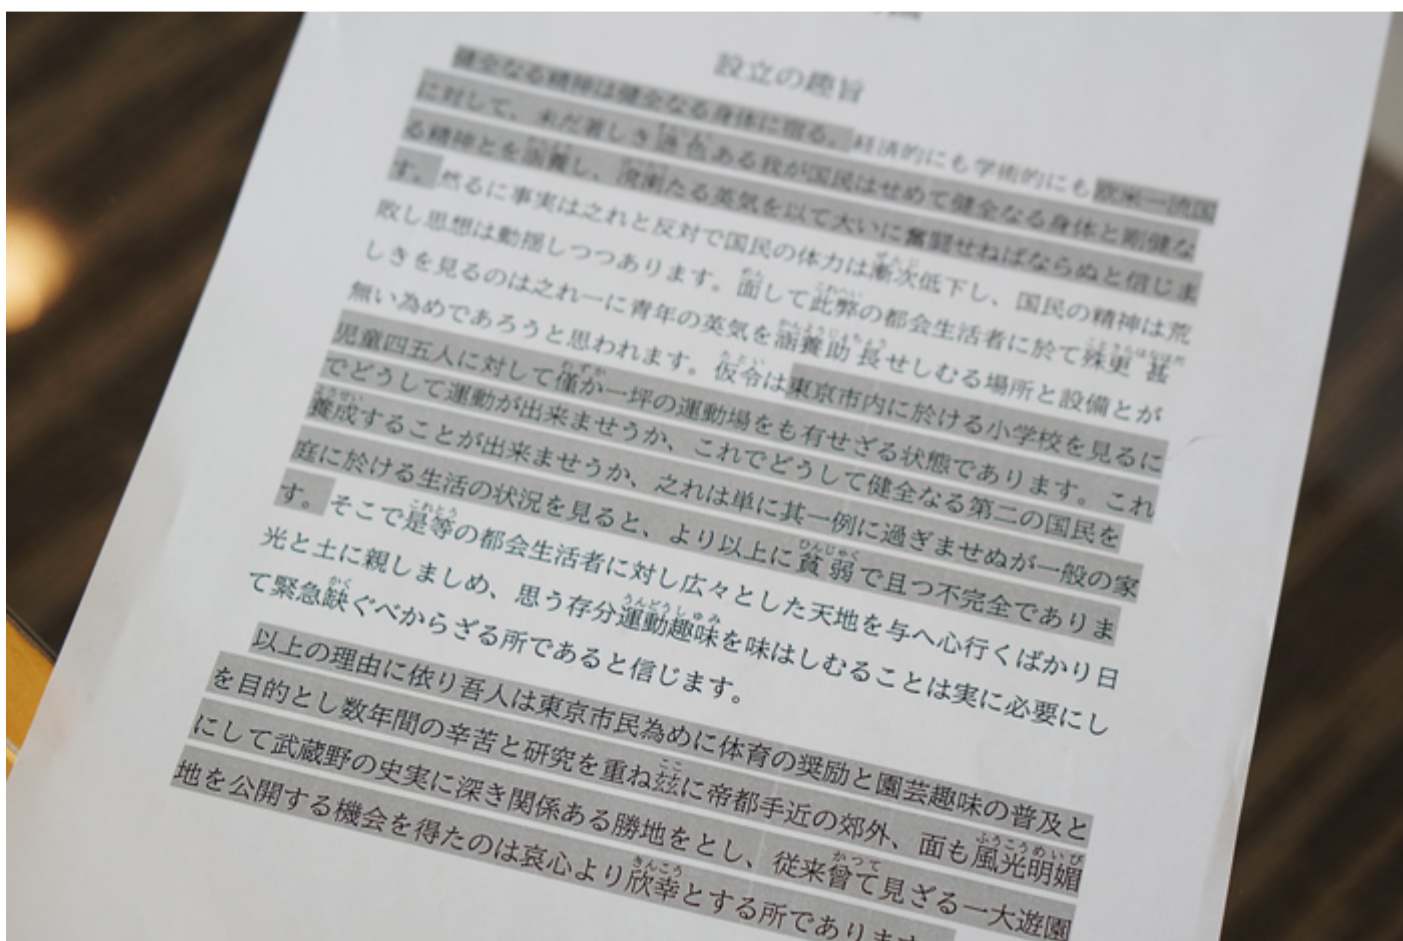 設立の趣旨
健全なる精神は健全なる身体に宿る。経済的にも学術的にも欧米一流国
に対して、未だ著しき遜色ある我が国民はせめて健全なる身体と剛健な
る精神とを涵養し、溌溂たる英気を以て大いに奮闘せねばならぬと信じま
す。然るに事実は之れと反対で国民の体力は漸次低下し、国民の精神は荒
敗し思想は動揺しつつあります。面して此弊の都会生活者に於て殊更甚
しきを見るのは之れ一に青年の英気を涵養助長せしむる場所と設備とが
無い為めであろうと思われます。仮令は東京市内に於ける小学校を見るに
児童四五人に対して僅か一坪の運動場をも有せざる状態であります。これ
でどうして運動が出来ませうか、これでどうして健全なる第二の国民を
養成することが出来ませうか、之れは単に其一例に過ぎませぬが一般の家
庭に於ける生活の状況を見ると、より以上に貧弱で且つ不完全でありま
す。そこで是等の都会生活者に対し広々とした天地を与へ心行くばかり日
光と土に親しましめ、思う存分運動趣味を味はしむることは実に必要にし
て緊急缺ぐべからざる所であると信じます。
以上の理由に依り吾人は東京市民為めに体育の奨励と園芸趣味の普及と
を目的とし数年間の辛苦と研究を重ね玆に帝都手近の郊外、面も風光明媚
にして武蔵野の史実に深き関係ある勝地をとし、従来曾て見ざる一大遊園
地を公開する機会を得たのは哀心より欣幸とする所であります